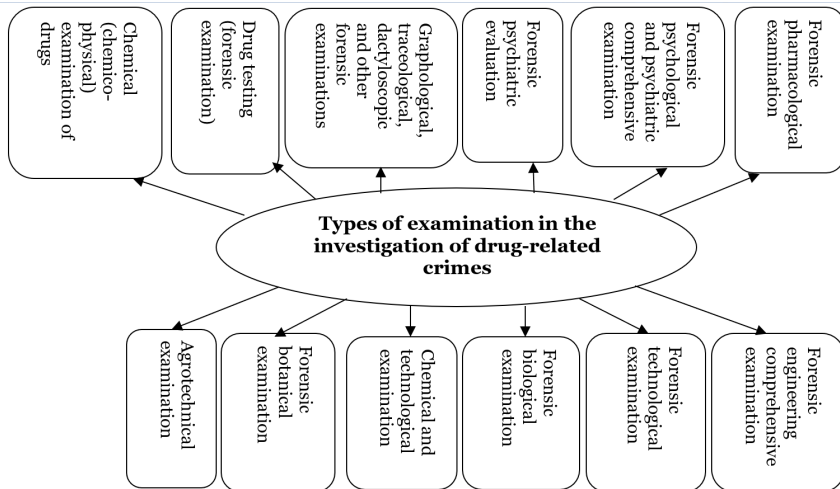 Chemical
(chemico-
physical)
examination of
drugs
Drug testing
(forensic
examination)
Graphological,
traceological,
dactyloscopic
and other
forensic
examinations
Forensic
psychiatric
evaluation
Forensic
psychological
and psychiatric
comprehensive
examination
Forensic
pharmacological
examination
Types of examination in the
investigation of drug-related
crimes
Agrotechnical
examination
Forensic
botanical
examination
Chemical and
technological
examination
Forensic
biological
examination
Forensic
technological
examination
Forensic
engineering
comprehensive
examination